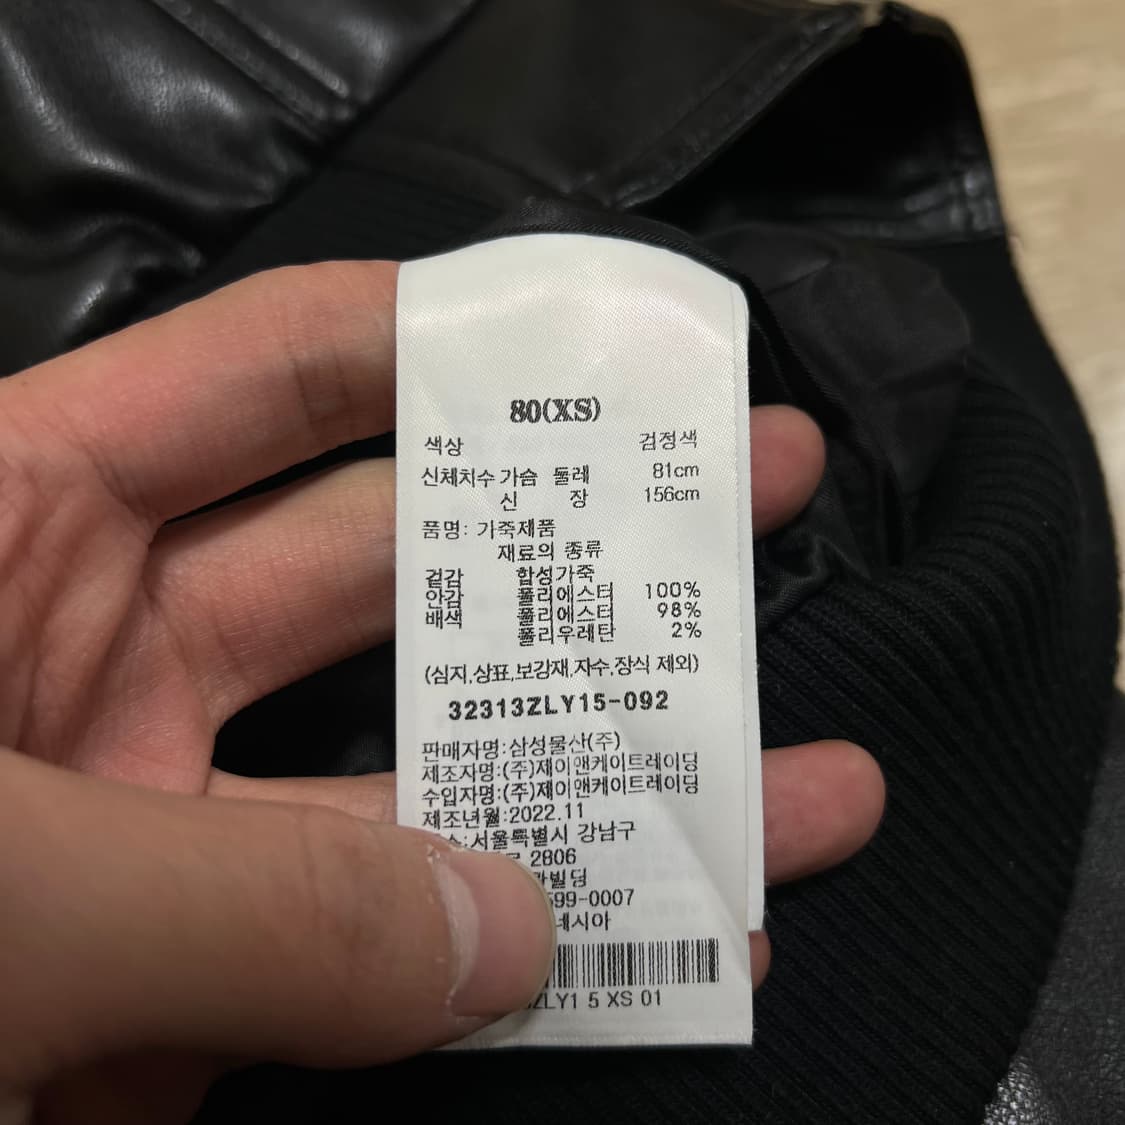 80(XS)
색상 검정색
신체치수 가슴 둘레 81cm
신 장 156cm
품명: 가죽제품
재료의 종류
겉감 합성가죽
안감 폴리에스터 100%
배색 폴리에스터 98%
폴리우레탄 2%
(심지,상표,보강재,자수,장식 제외)
32313ZLY15-092
판매자명:삼성물산(주)
제조자명:(주)제이앤케이트레이딩
수입자명:(주)제이앤케이트레이딩
제조년월:2022.11
:서울특별시 강남구
2806
빌딩
599-0007
네시아
ZLY1 5 XS 01